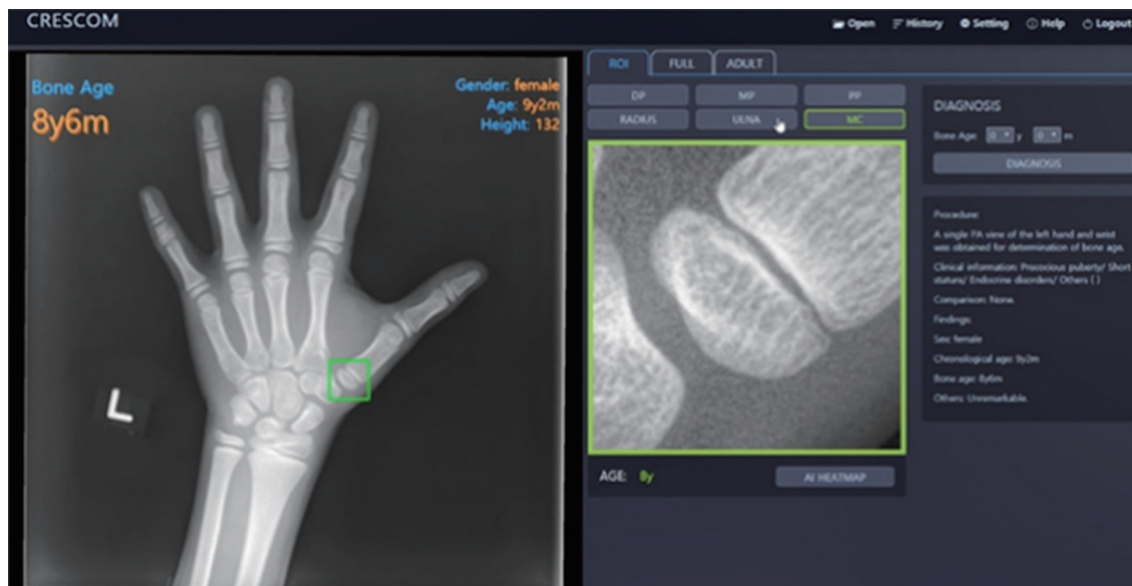 CRESCOM
Open History Setting Help Logout
Bone Age
8y6m
Gender: female
Age: 9y2m
Height: 132
L
ROI FULL ADULT
DP MP PP
RADIUS ULNA MC
AGE: 8y
AI HEATMAP
DIAGNOSIS
Bone Age: 0 y 0 m
DIAGNOSIS
Procedure:
A single PA view of the left hand and wrist
was obtained for determination of bone age.
Clinical information: Precocious puberty/ Short
stature/ Endocrine disorders/ Others ( )
Comparison: None.
Findings:
Sex: female
Chronological age: 9y2m
Bone age: 8y6m
Others: Unremarkable.